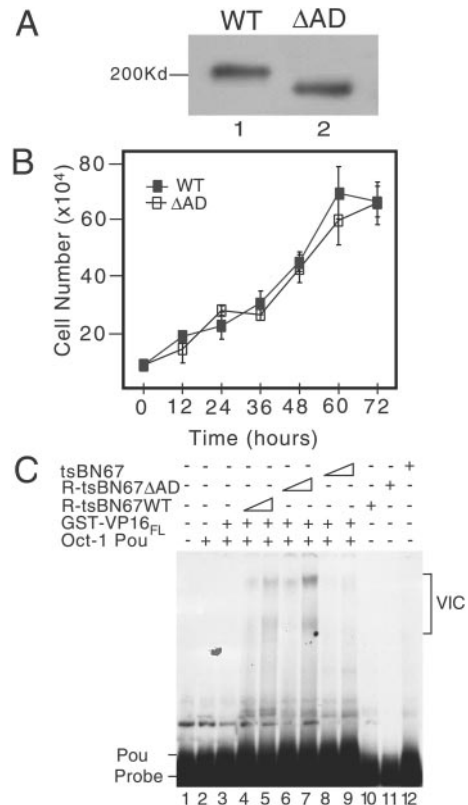 A
WT ΔAD
200Kd
1 2
B
Cell Number (x10⁴)
80
60
40
20
WT
ΔAD
0 12 24 36 48 60 72
Time (hours)
C
tsBN67 - - - - - - - - - +
R-tsBN67ΔAD - - - - - - - - + -
R-tsBN67WT - - - - - - - + - -
GST-VP16FL - - + + + + + + + - - -
Oct-1 Pou - + + + + + + + + - - -
VIC
Pou
Probe
1 2 3 4 5 6 7 8 9 10 11 12